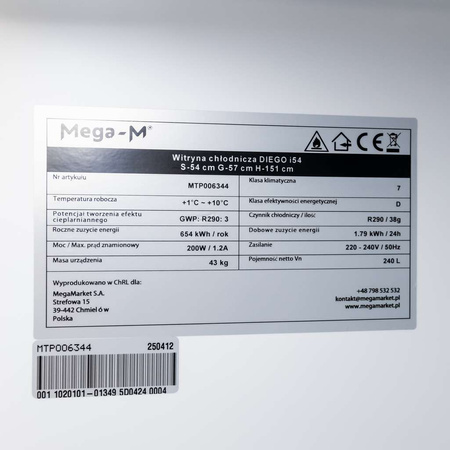 Mega-M®
Witryna chłodnicza DIEGO i54
S-54 cm G-57 cm H-151 cm
Nr artykuru MTP006344 Klasa klimatyczna 7
Temperatura robocza +1°C ~ +10°C Klasa efektywności energetycznej D
Potencjał tworzenia efektu cieplarnianego GWP: R290: 3 Czynnik chłodniczy / ilość R290 / 38g
Roczne zużycie energii 654 kWh / rok Dobowe zużycie energii 1.79 kWh / 24h
Moc / Max. prąd znamionowy 200W / 1.2A Zasilanie 220 - 240V / 50Hz
Masa urządzenia 43 kg Pojemność netto Vn 240 L
Wyprodukowano w ChRL dla:
MegaMarket S.A.
Strefowa 15
39-442 Chmielów
Polska
+48 798 532 532
kontakt@megamarket.pl
www.megamarket.pl
MTP006344 250412
001 1020101-01349 5D0424 0004